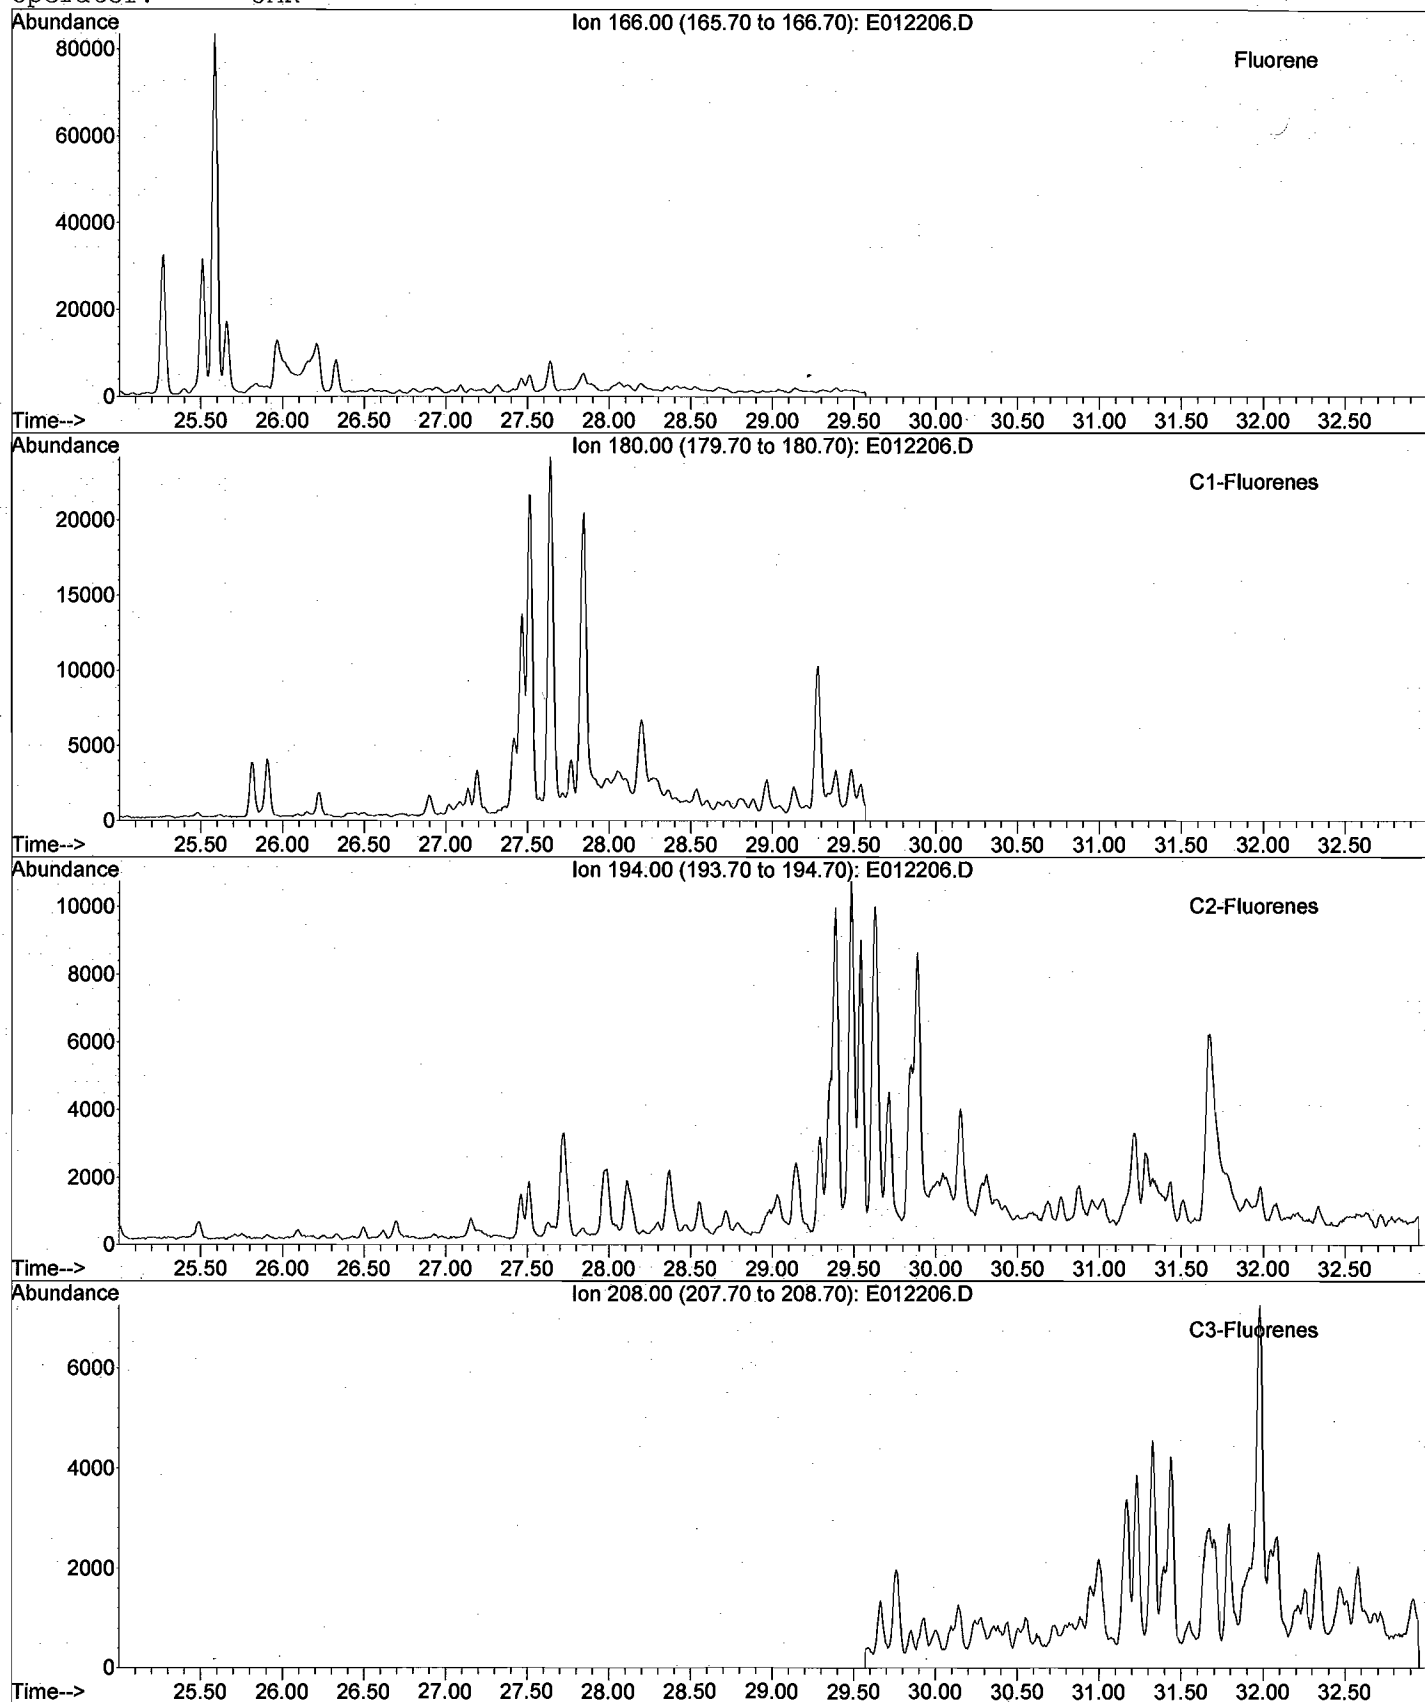 Abundance
Ion 166.00 (165.70 to 166.70): E012206.D
Fluorene
80000
60000
40000
20000
0
Time--> 25.50 26.00 26.50 27.00 27.50 28.00 28.50 29.00 29.50 30.00 30.50 31.00 31.50 32.00 32.50
Abundance
Ion 180.00 (179.70 to 180.70): E012206.D
C1-Fluorenes
20000
15000
10000
5000
0
Time--> 25.50 26.00 26.50 27.00 27.50 28.00 28.50 29.00 29.50 30.00 30.50 31.00 31.50 32.00 32.50
Abundance
Ion 194.00 (193.70 to 194.70): E012206.D
C2-Fluorenes
10000
8000
6000
4000
2000
0
Time--> 25.50 26.00 26.50 27.00 27.50 28.00 28.50 29.00 29.50 30.00 30.50 31.00 31.50 32.00 32.50
Abundance
Ion 208.00 (207.70 to 208.70): E012206.D
C3-Fluorenes
6000
4000
2000
0
Time--> 25.50 26.00 26.50 27.00 27.50 28.00 28.50 29.00 29.50 30.00 30.50 31.00 31.50 32.00 32.50